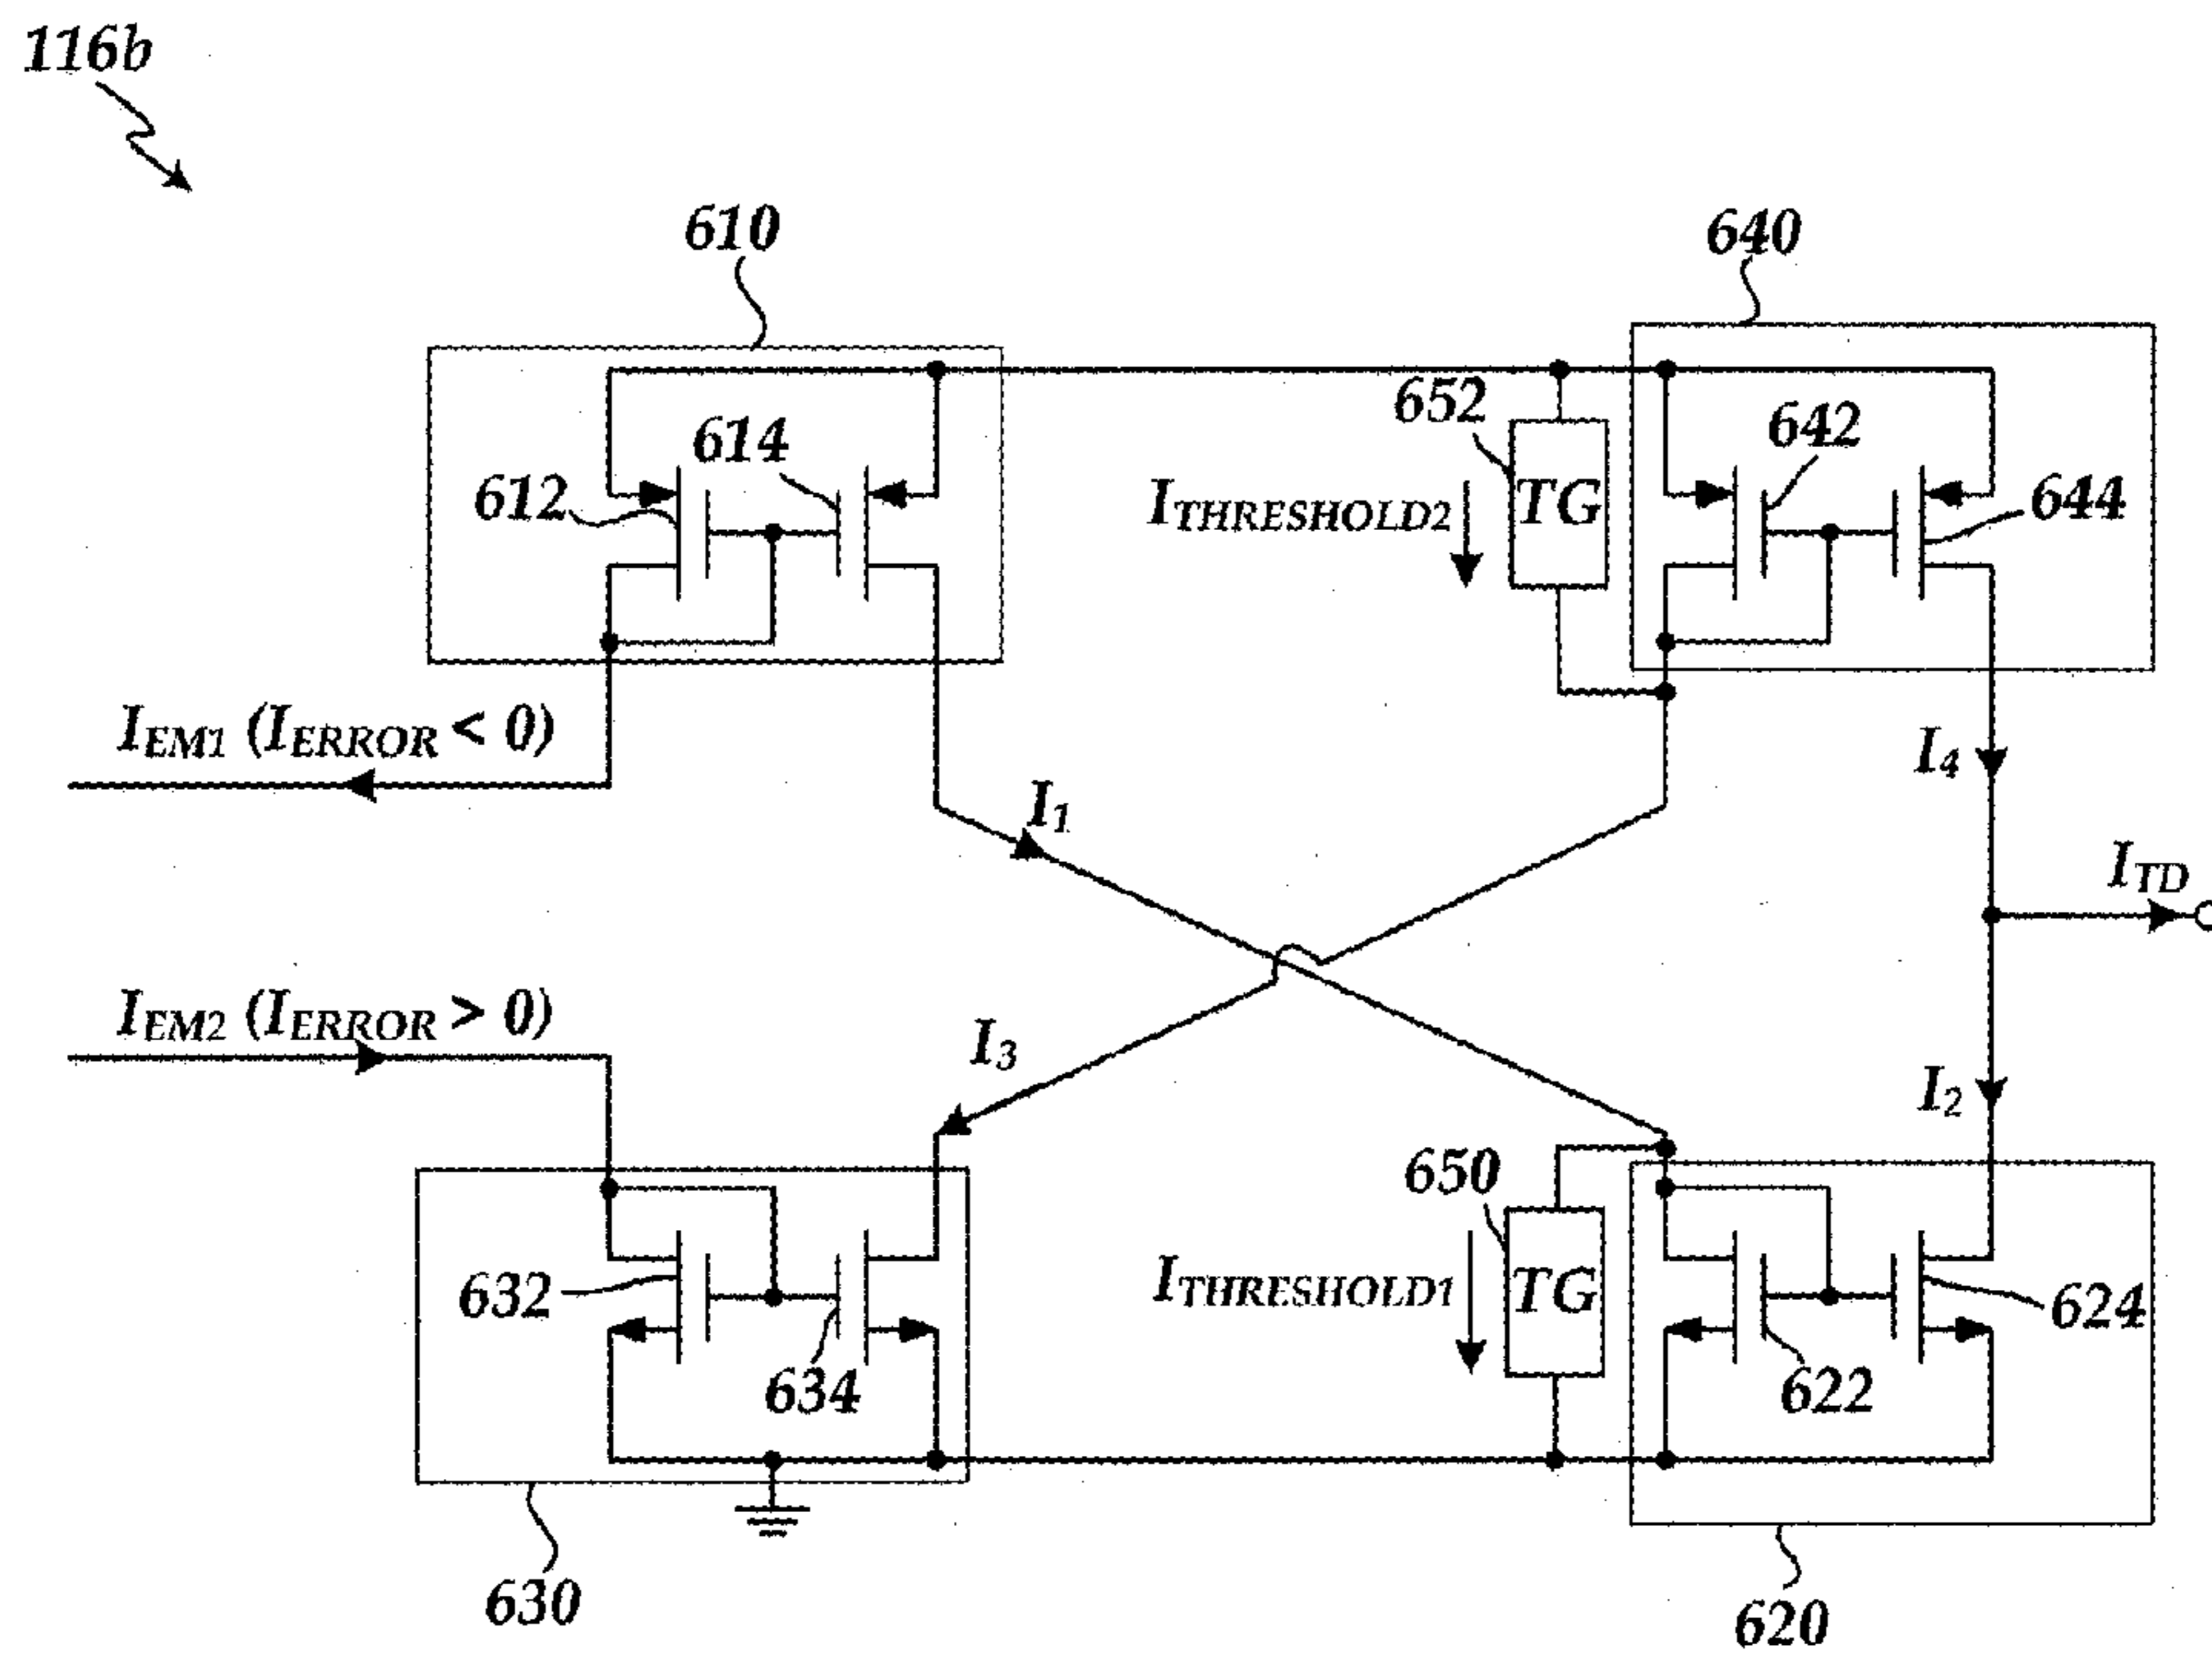 116b
610
640
652
642
614
612
644
ITHRESHOLD2
TG
IEM1 (IERROR < 0)
I4
I1
ITD
IEM2 (IERROR > 0)
I3
I2
650
632
ITHRESHOLD1
TG
624
634
622
630
620